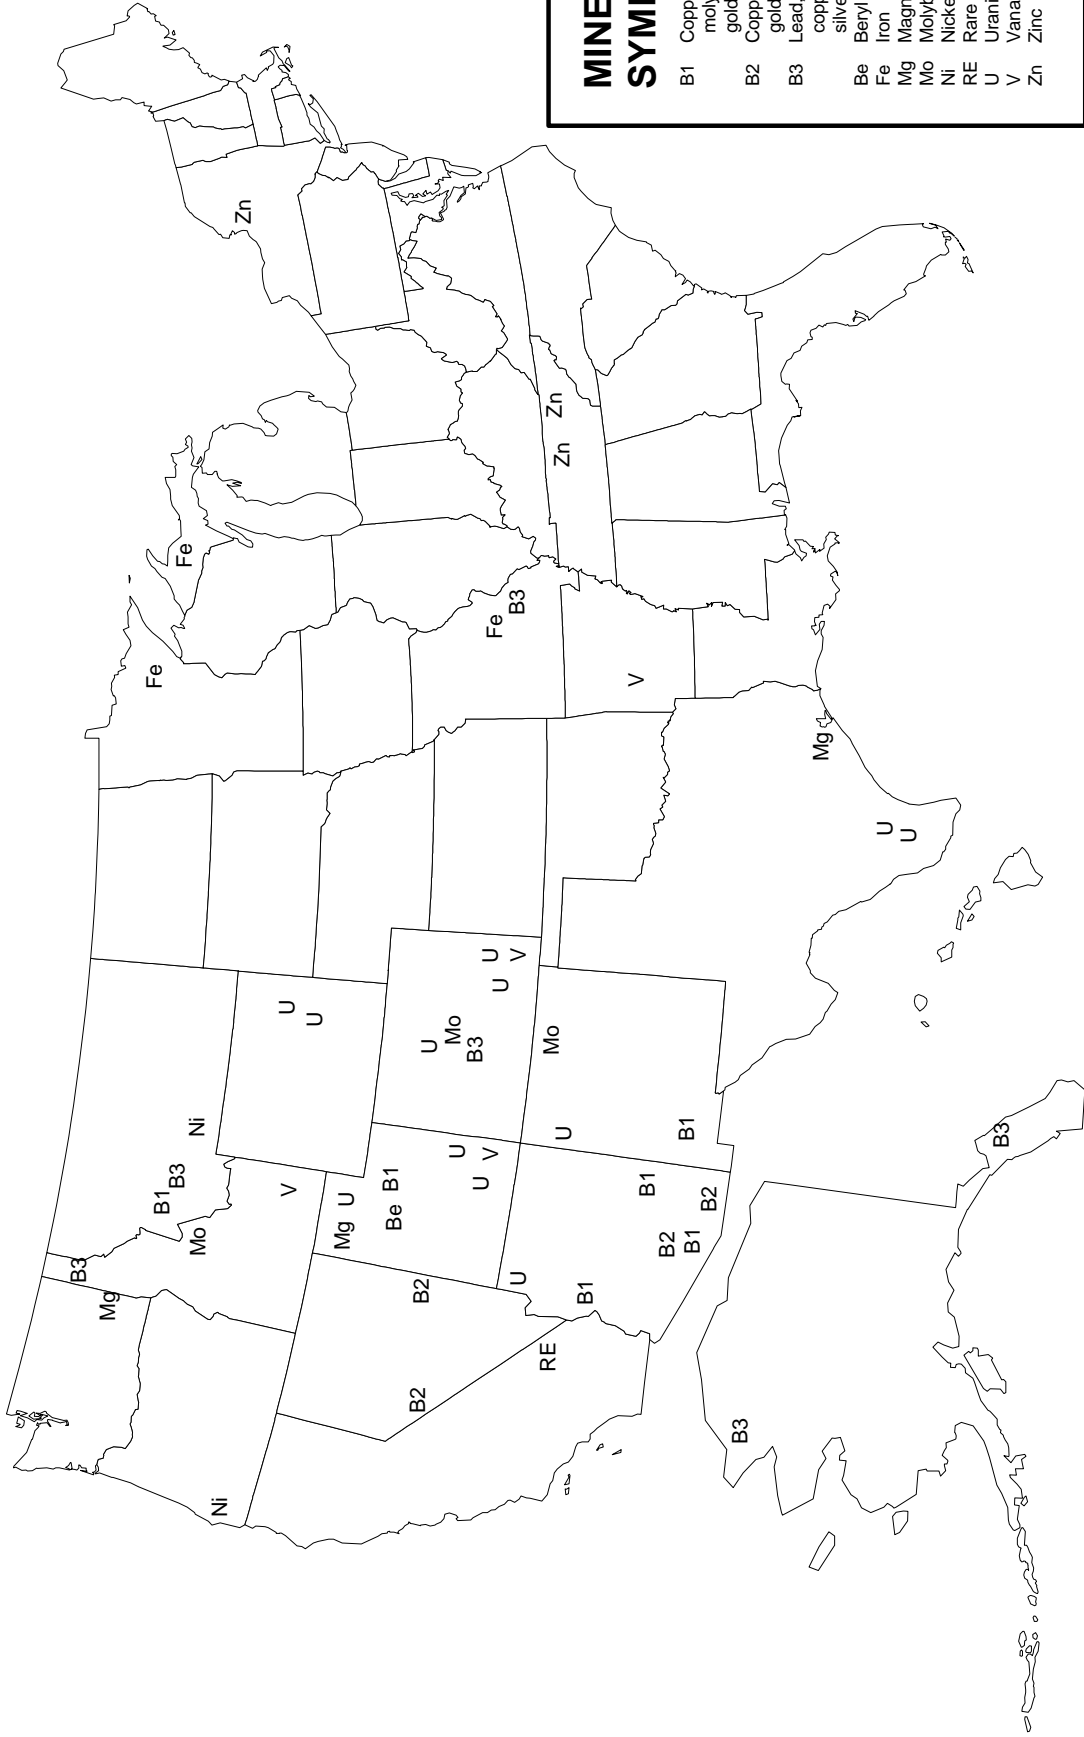 B3
Mg
Fe
B1
B3
Fe
Mo
Ni
Ni
Zn
V
U
U
Mg
U
Be
B1
B2
B2
U
Mo
B3
U
U
V
U
U
V
Fe
B3
U
RE
Mo
U
Zn
Zn
B1
V
B1
B2
B1
B1
B2
B3
Mg
U
U
B3
MINE
SYM
B1 Copp
moly
gold
B2 Copp
gold
B3 Lead,
copp
silve
Be Beryl
Fe Iron
Mg Magn
Mo Molyb
Ni Nicke
RE Rare
U Urani
V Vana
Zn Zinc